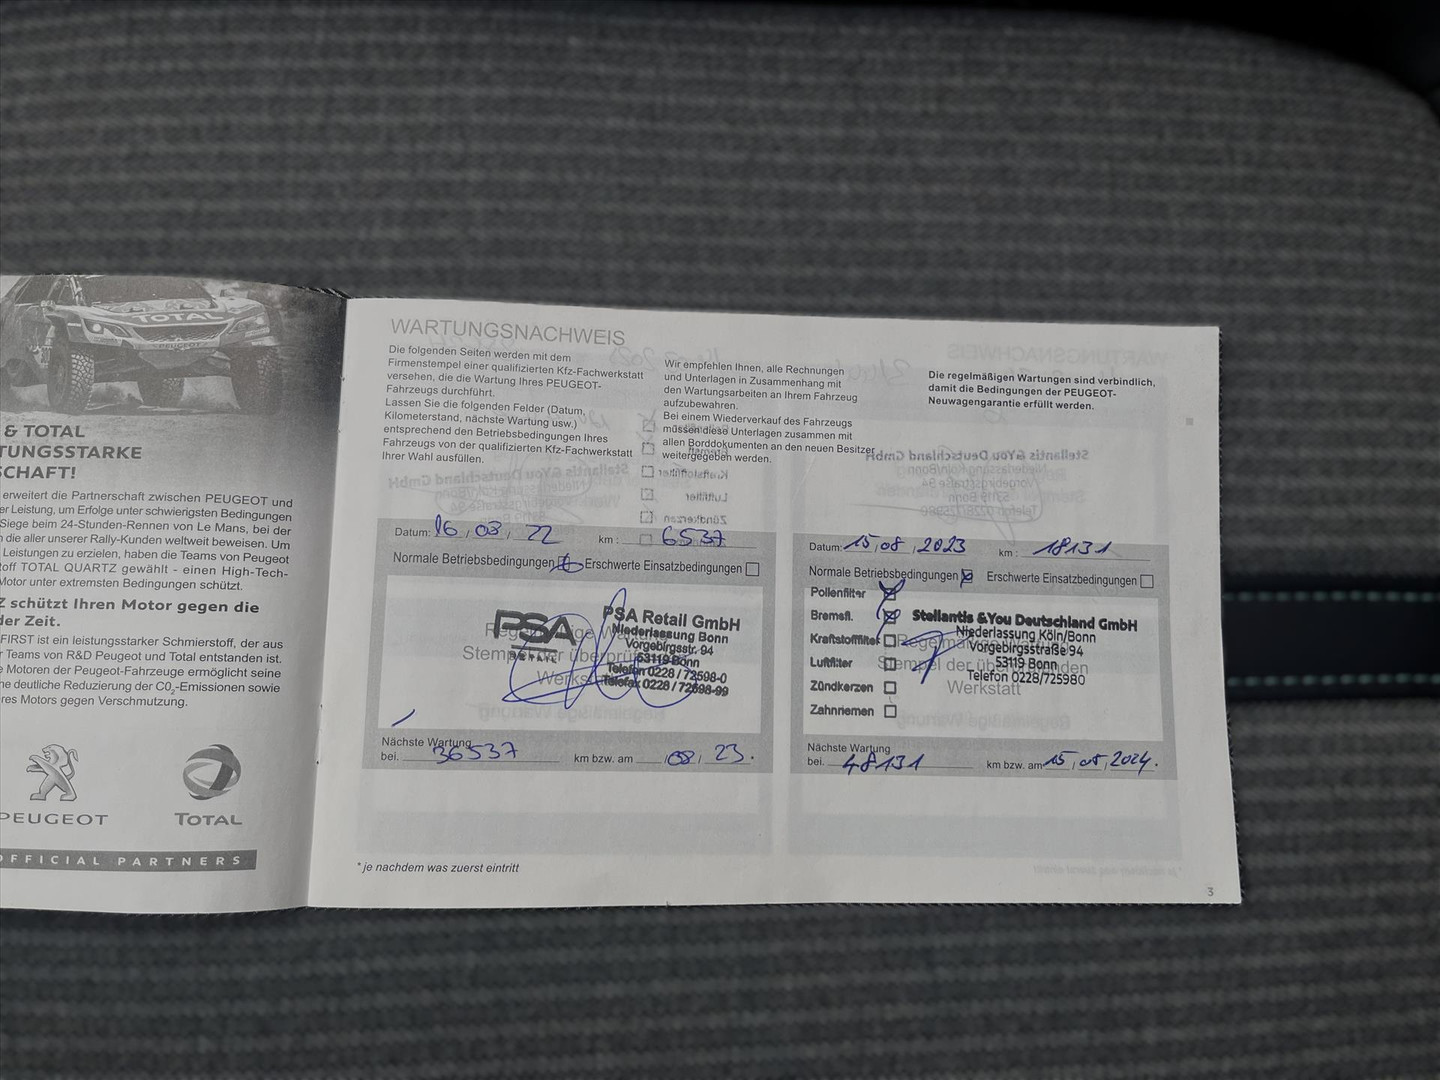 TOTAL
PEUGEOT
& TOTAL
TUNGSSTARKE
SCHAFT!
erweitert die Partnerschaft zwischen PEUGEOT und
er Leistung, um Erfolge unter schwierigsten Bedingungen
Siege beim 24-Stunden-Rennen von Le Mans, bei der
die aller unserer Rally-Kunden weltweit beweisen. Um
Leistungen zu erzielen, haben die Teams von Peugeot
stoff TOTAL QUARTZ gewählt - einen High-Tech-
Motor unter extremsten Bedingungen schützt.
Z schützt Ihren Motor gegen die
der Zeit.
FIRST ist ein leistungsstarker Schmierstoff, der aus
Teams von R&D Peugeot und Total entstanden ist.
Motoren der Peugeot-Fahrzeuge ermöglicht seine
ne deutliche Reduzierung der CO2-Emissionen sowie
res Motors gegen Verschmutzung.
PEUGEOT
TOTAL
OFFICIAL PARTNERS
WARTUNGSNACHWEIS
Die folgenden Seiten werden mit dem
Firmenstempel einer qualifizierten Kfz-Fachwerkstatt
versehen, die die Wartung Ihres PEUGEOT-
Fahrzeugs durchführt.
Lassen Sie die folgenden Felder (Datum,
Kilometerstand, nächste Wartung usw.)
entsprechend den Betriebsbedingungen Ihres
Fahrzeugs von der qualifizierten Kfz-Fachwerkstatt
Ihrer Wahl ausfüllen.
Wir empfehlen Ihnen, alle Rechnungen
und Unterlagen in Zusammenhang mit
den Wartungsarbeiten an Ihrem Fahrzeug
aufzubewahren.
Bei einem Wiederverkauf des Fahrzeugs
müssen diese Unterlagen zusammen mit
allen Borddokumenten an den neuen Besitzer
weitergegeben werden.
Die regelmäßigen Wartungen sind verbindlich,
damit die Bedingungen der PEUGEOT-
Neuwagengarantie erfüllt werden.
Datum: 16, 03, 22 km : 6537
Normale Betriebsbedingungen Erschwerte Einsatzbedingungen
PSA
RETAIL
PSA Retail GmbH
Niederlassung Bonn
Vorgebirgsstr. 94
53119 Bonn
Telefon 0228 / 72598-0
Telefax 0228 / 72598-99
Stempel der
Nächste Wartung
bei. 36537 km bzw. am 08, 23.
Datum: 15, 08, 2023 km : 18131
Normale Betriebsbedingungen Erschwerte Einsatzbedingungen
Pollenfilter
Bremsfl.
Kraftstofffilter
Luftfilter
Zündkerzen
Zahnriemen
Stellantis &You Deutschland GmbH
Niederlassung Köln/Bonn
Vorgebirgsstraße 94
53119 Bonn
Telefon 0228/725980
Stempel der
Werkstatt
Nächste Wartung
bei. 48131 km bzw. am 15, 08, 2024.
* je nachdem was zuerst eintritt
3